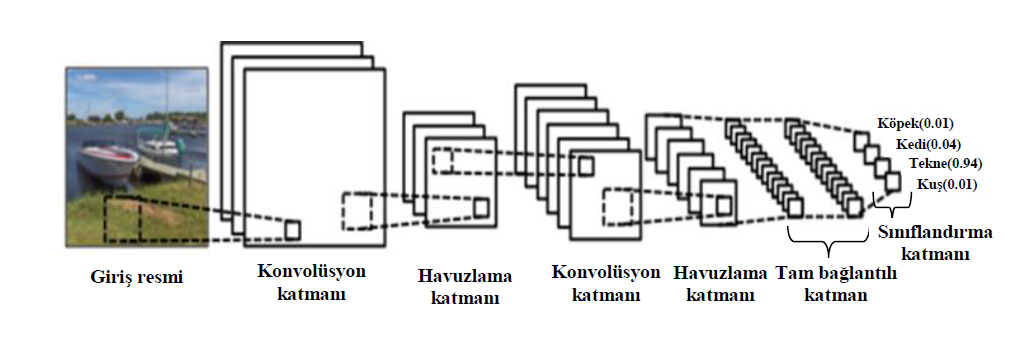 Köpek(0.01)
Kedi(0.04)
Tekne(0.94)
Kuş(0.01)
Sınıflandırma
katmanı
Giriş resmi
Konvolüsyon
katmanı
Havuzlama
katmanı
Konvolüsyon
katmanı
Havuzlama
katmanı
Tam bağlantılı
katman